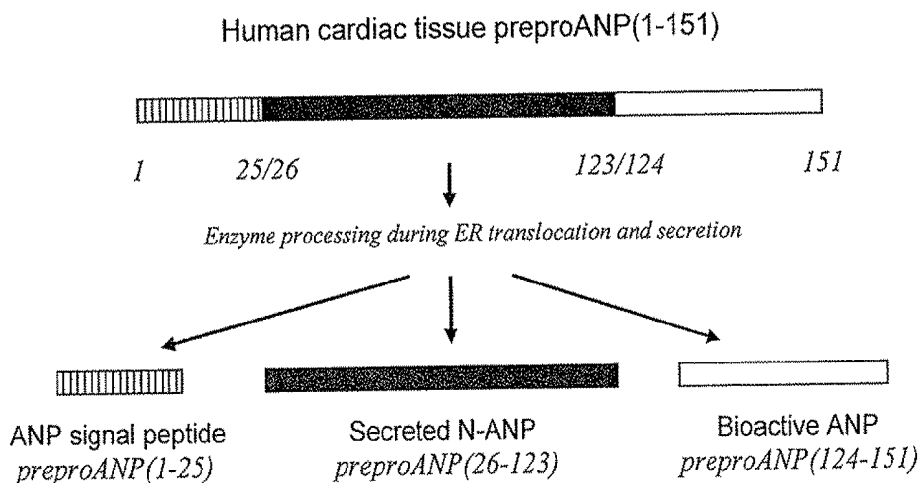 Human cardiac tissue preproANP(1-151)
1 25/26 123/124 151
Enzyme processing during ER translocation and secretion
ANP signal peptide
preproANP(1-25)
Secreted N-ANP
preproANP(26-123)
Bioactive ANP
preproANP(124-151)